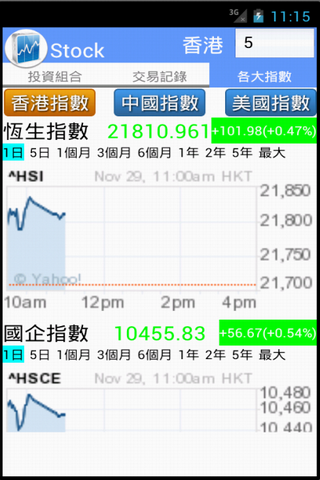 3G 11:15
Stock 香港 5
投資組合 交易記錄 各大指數
香港指數 中國指數 美國指數
恆生指數 21810.961 +101.98(+0.47%)
1日 5日 1個月 3個月 6個月 1年 2年 5年 最大
^HSI Nov 29, 11:00am HKT
21,850
21,800
21,750
21,700
© Yahoo!
10am 12pm 2pm 4pm
國企指數 10455.83 +56.67(+0.54%)
1日 5日 1個月 3個月 6個月 1年 2年 5年 最大
^HSCE Nov 29, 11:00am HKT
10,480
10,460
10,440